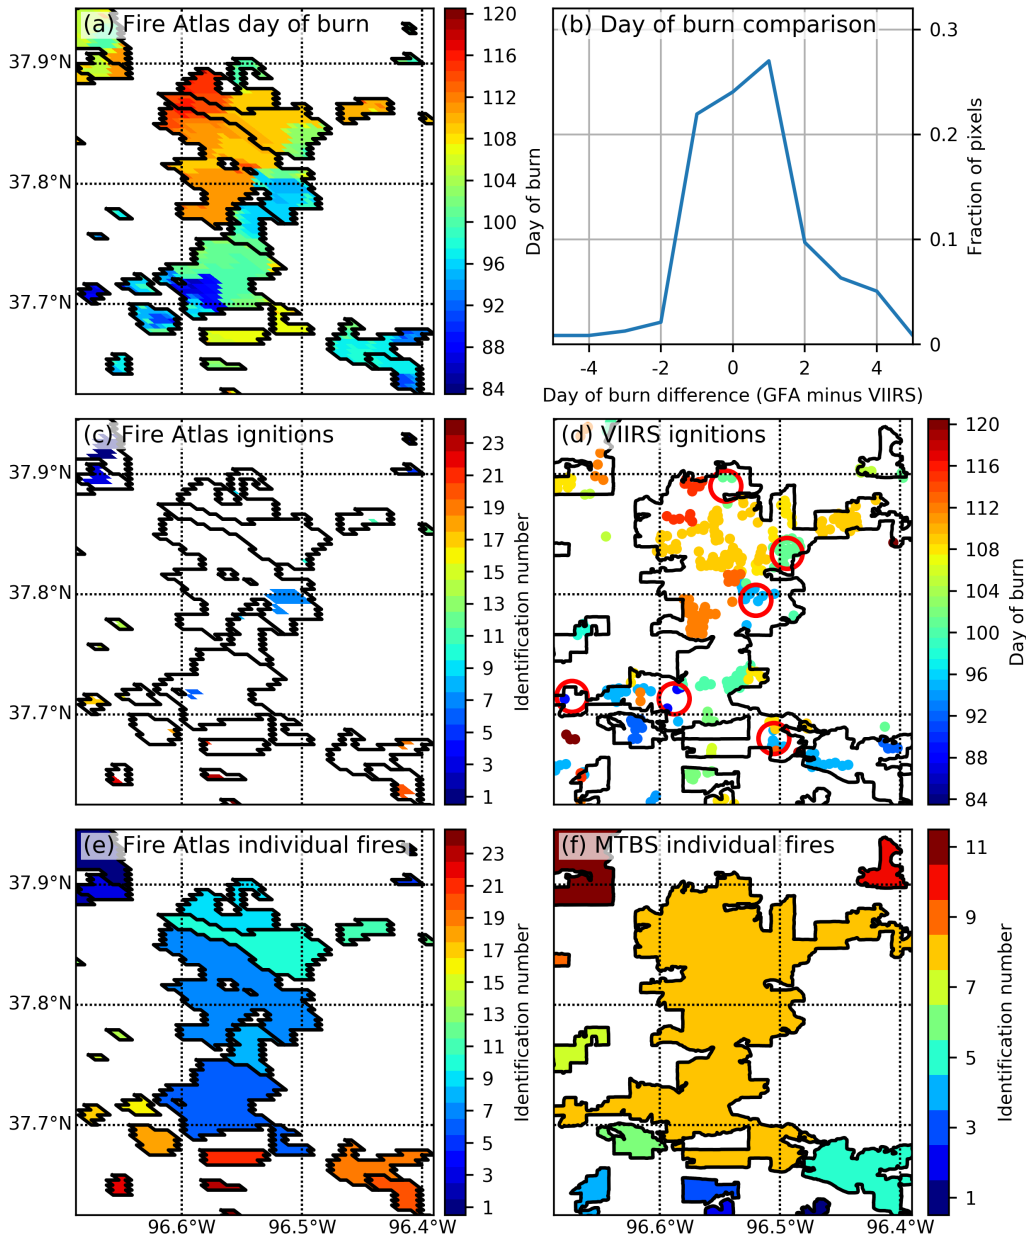 (a) Fire Atlas day of burn
37.9°N
37.8°N
37.7°N
120
116
112
108
104
100
96
92
88
84
Day of burn
(b) Day of burn comparison
0.3
0.2
0.1
0
Fraction of pixels
-4
-2
0
2
4
Day of burn difference (GFA minus VIIRS)
(c) Fire Atlas ignitions
37.9°N
37.8°N
37.7°N
23
21
19
17
15
13
11
9
7
5
3
1
Identification number
(d) VIIRS ignitions
120
116
112
108
104
100
96
92
88
84
Day of burn
(e) Fire Atlas individual fires
37.9°N
37.8°N
37.7°N
96.6°W
96.5°W
96.4°W
23
21
19
17
15
13
11
9
7
5
3
1
Identification number
(f) MTBS individual fires
96.6°W
96.5°W
96.4°W
11
9
7
5
3
1
Identification number